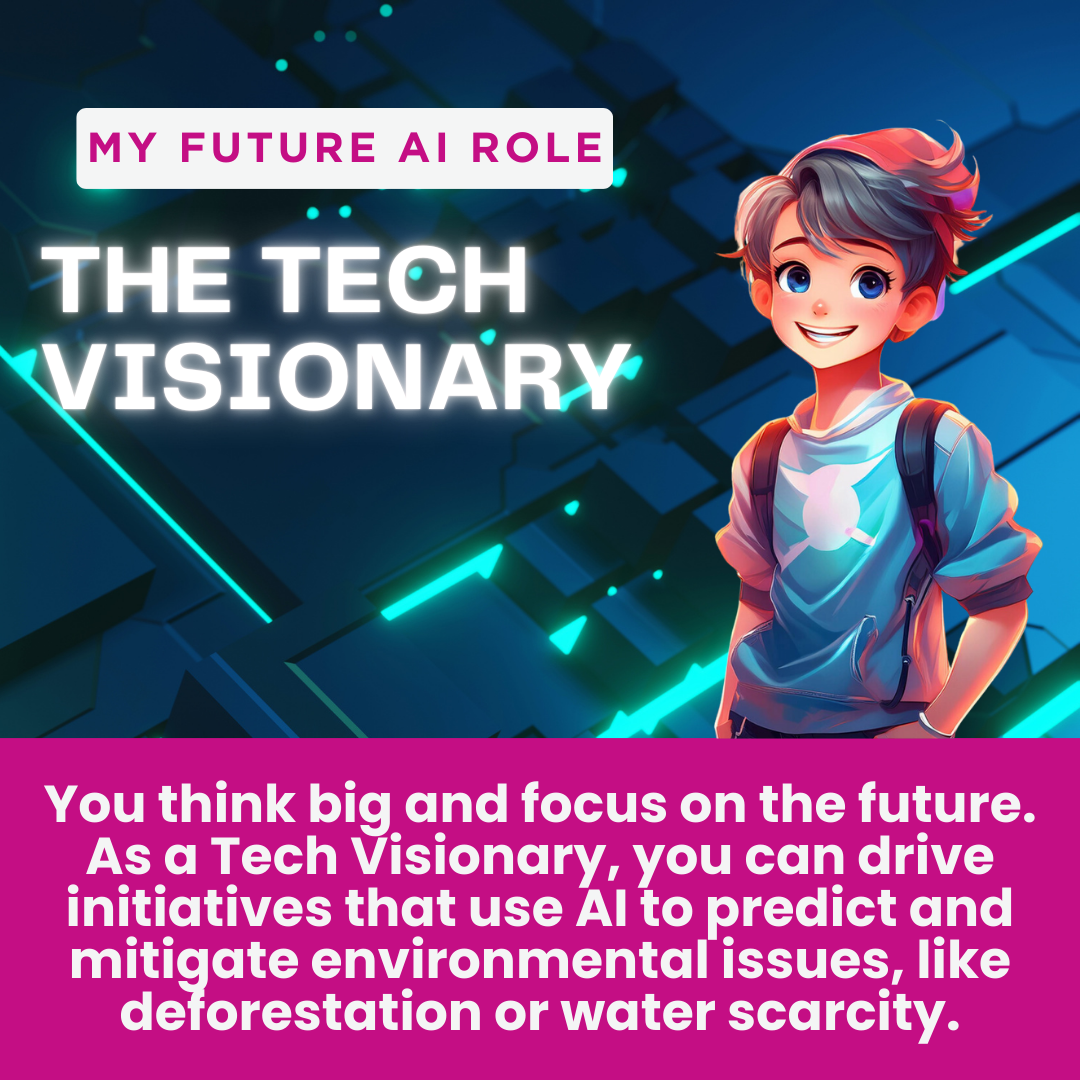 MY FUTURE AI ROLE
THE TECH
VISIONARY
You think big and focus on the future.
As a Tech Visionary, you can drive
initiatives that use AI to predict and
mitigate environmental issues, like
deforestation or water scarcity.